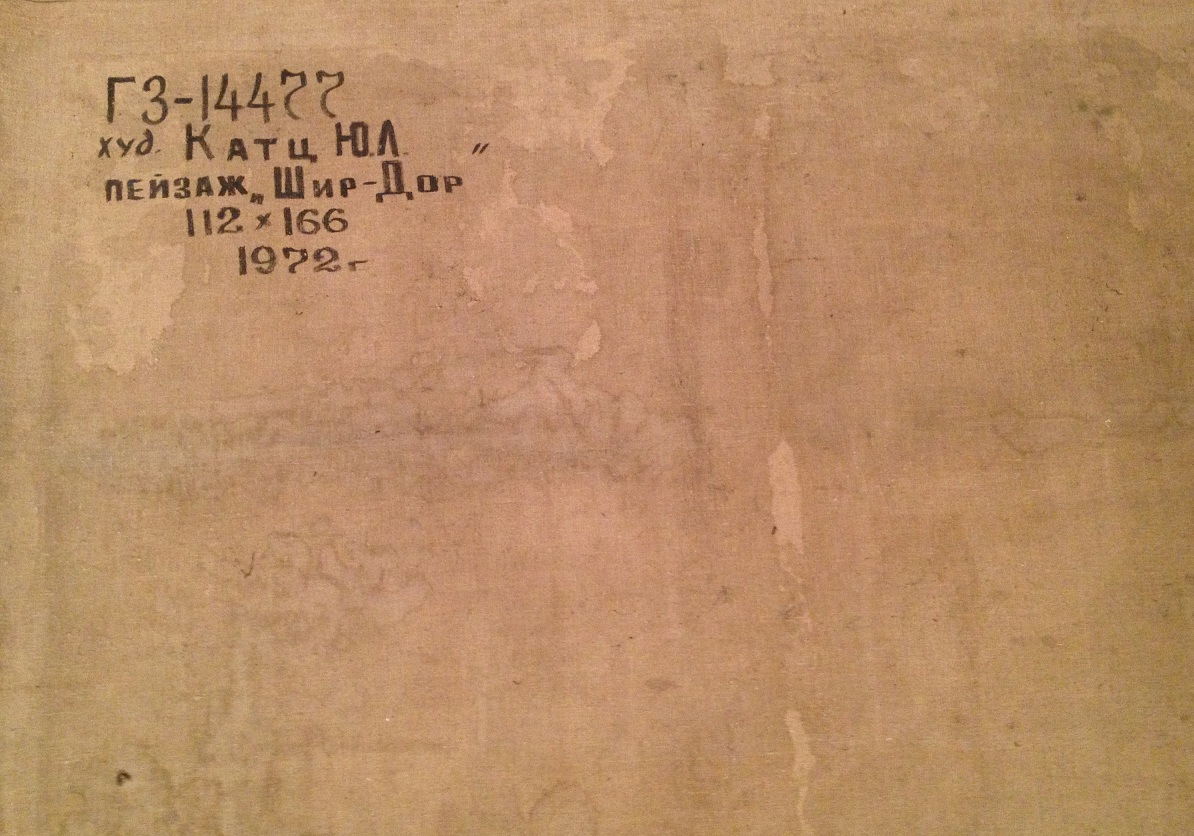 ГЗ-14477
худ. Катц Ю.Л.
пейзаж „Шир-Дор"
112 x 166
1972 г